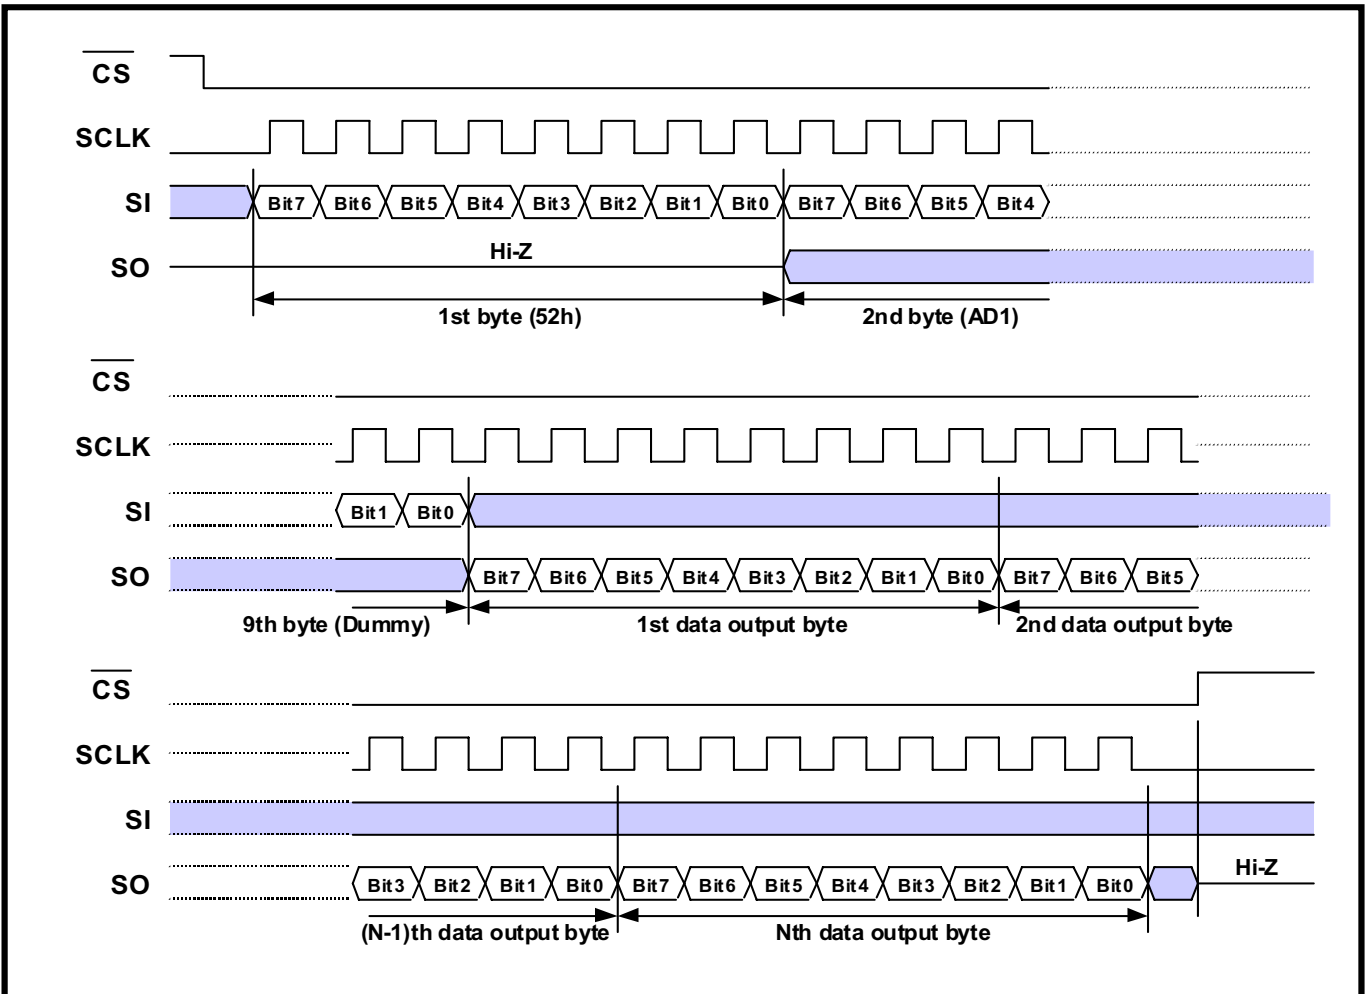 CS
SCLK
SI Bit7 Bit6 Bit5 Bit4 Bit3 Bit2 Bit1 Bit0 Bit7 Bit6 Bit5 Bit4
Hi-Z
SO
1st byte (52h) 2nd byte (AD1)
CS
SCLK
SI Bit1 Bit0
SO Bit7 Bit6 Bit5 Bit4 Bit3 Bit2 Bit1 Bit0 Bit7 Bit6 Bit5
9th byte (Dummy) 1st data output byte 2nd data output byte
CS
SCLK
SI
SO Bit3 Bit2 Bit1 Bit0 Bit7 Bit6 Bit5 Bit4 Bit3 Bit2 Bit1 Bit0 Hi-Z
(N-1)th data output byte Nth data output byte